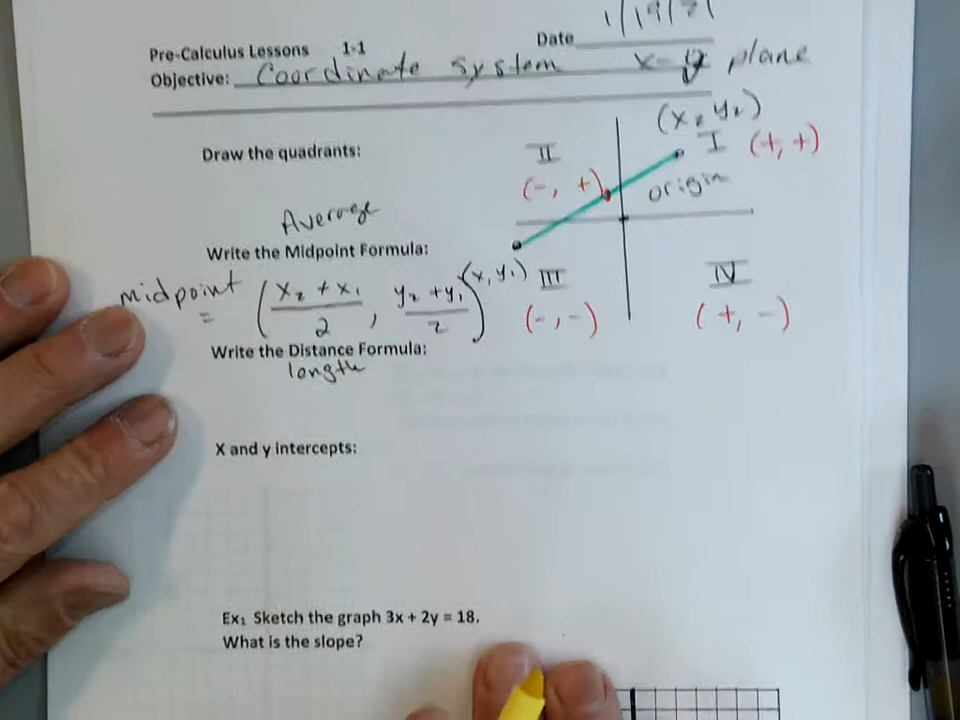 Pre-Calculus Lessons 1-1 Date 1/19/21
Objective: Coordinate system x-y plane
(x₂ y₂)
Draw the quadrants: II I (+, +)
(-, +) origin
Average
Write the Midpoint Formula:
(x, y₁) III IV
midpoint = (x₂ + x₁ / 2, y₂ + y₁ / 2) (-, -) (+, -)
Write the Distance Formula:
length
X and y intercepts:
Ex₁ Sketch the graph 3x + 2y = 18.
What is the slope?